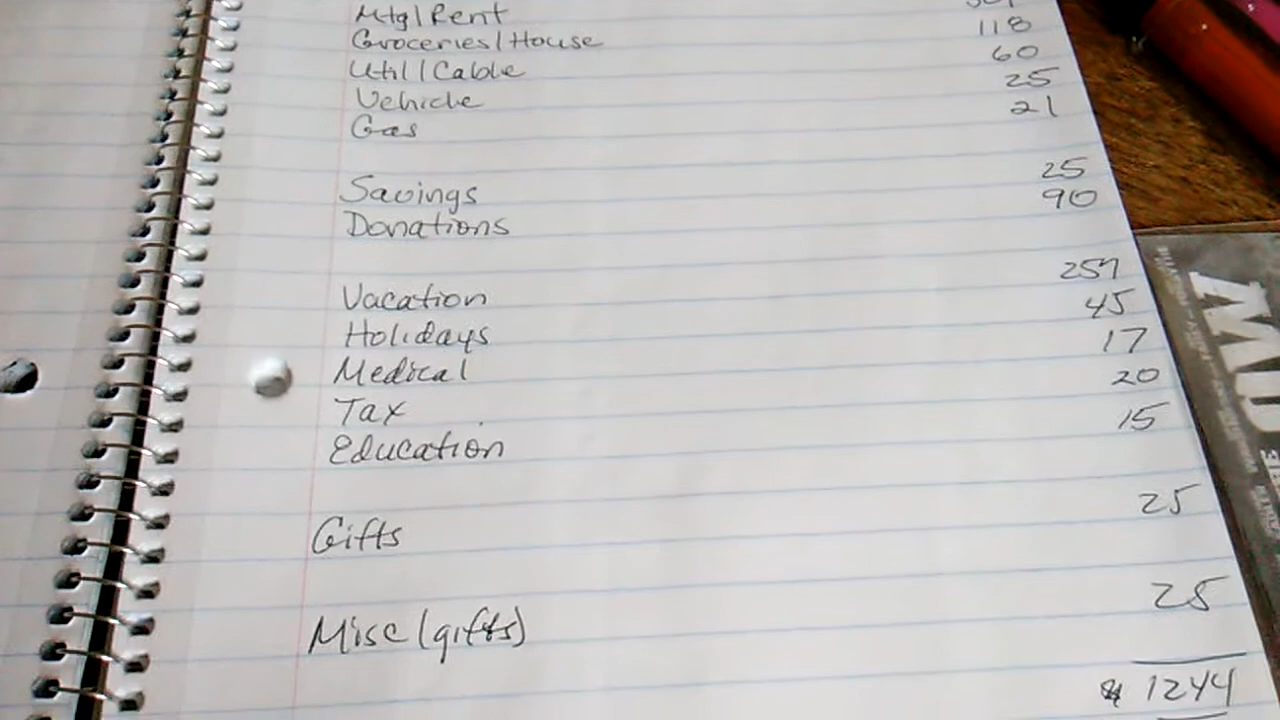 Mtg/Rent
Groceries/House 118
Util/Cable 60
Vehicle 25
Gas 21
Savings 25
Donations 90
Vacation 257
Holidays 45
Medical 17
Tax 20
Education 15
Gifts 25
Misc (gifts) 25
$ 1244